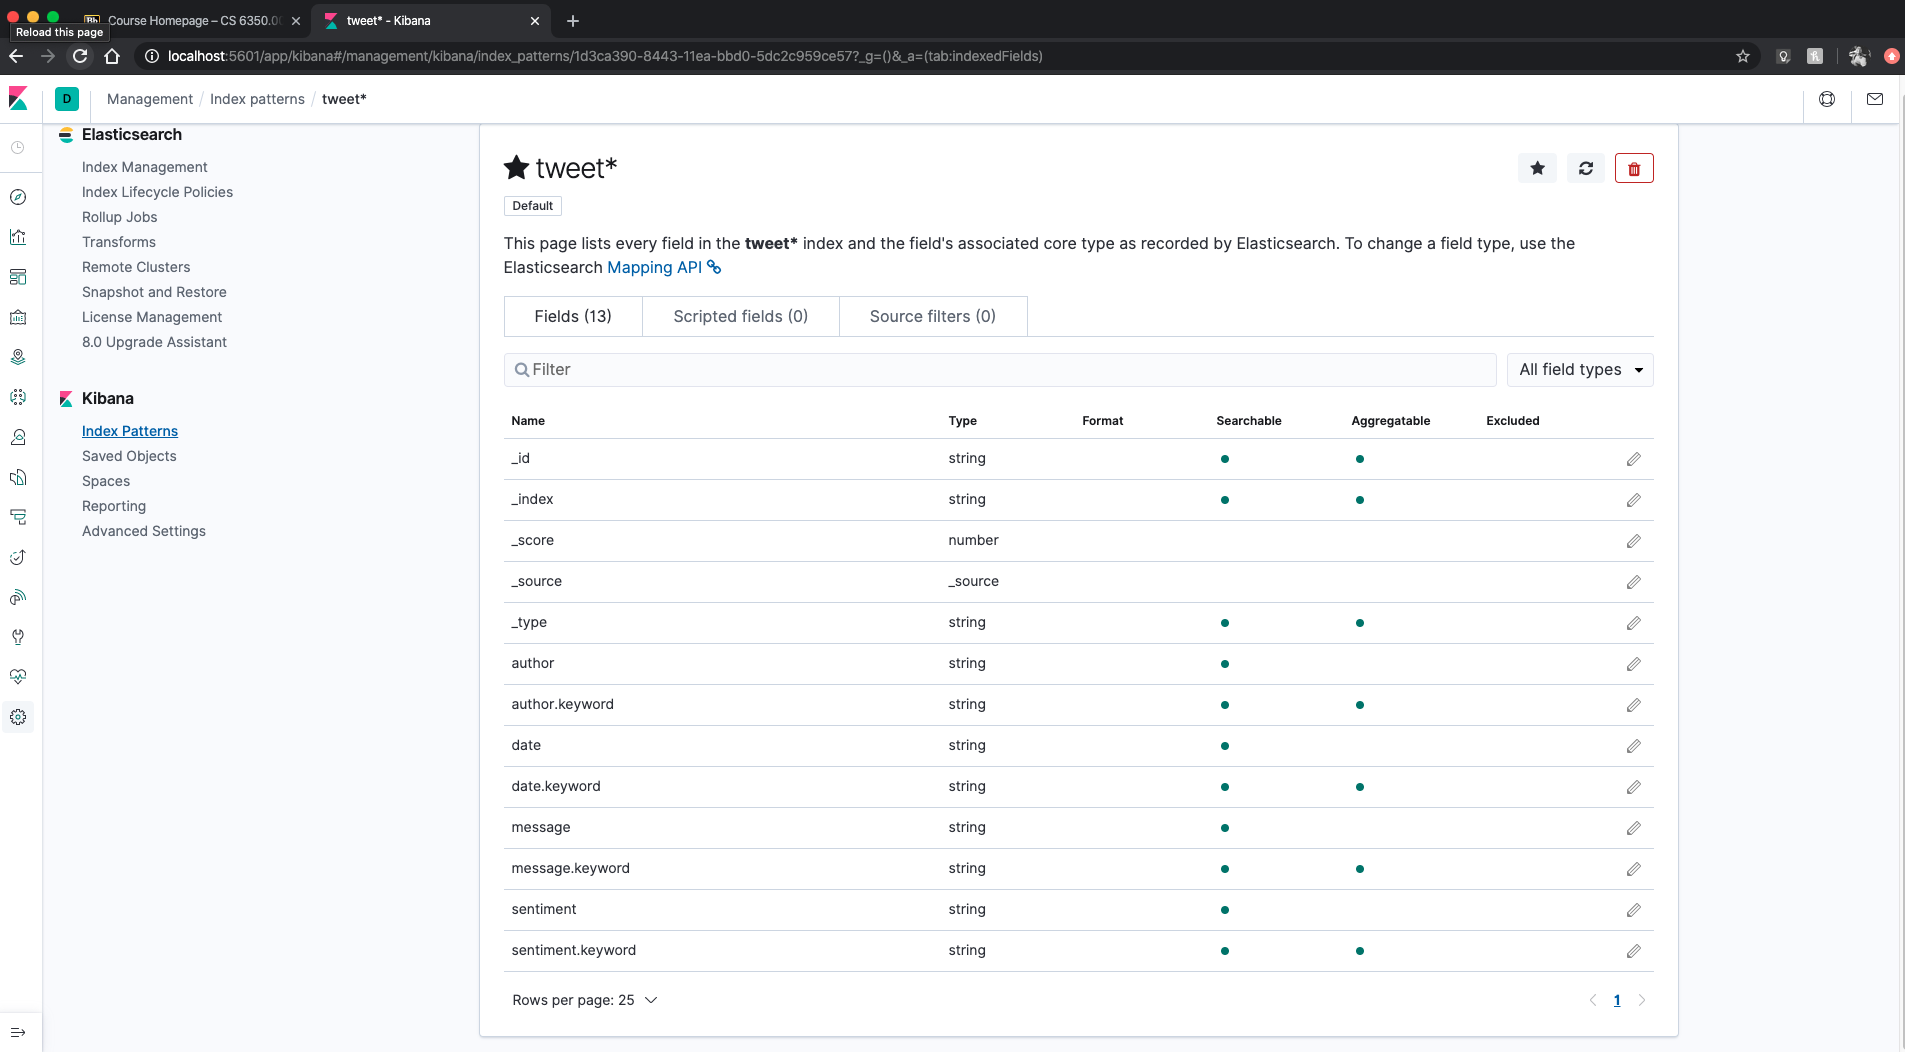 Course Homepage – CS 6350.0
tweet* - Kibana
Reload this page
localhost:5601/app/kibana#/management/kibana/index_patterns/1d3ca390-8443-11ea-bbd0-5dc2c959ce57?_g=()&_a=(tab:indexedFields)
D
Management / Index patterns / tweet*
Elasticsearch
Index Management
Index Lifecycle Policies
Rollup Jobs
Transforms
Remote Clusters
Snapshot and Restore
License Management
8.0 Upgrade Assistant
Kibana
Index Patterns
Saved Objects
Spaces
Reporting
Advanced Settings
tweet*
Default
This page lists every field in the tweet* index and the field's associated core type as recorded by Elasticsearch. To change a field type, use the
Elasticsearch Mapping API
Fields (13) Scripted fields (0) Source filters (0)
Filter All field types
Name Type Format Searchable Aggregatable Excluded
_id string
_index string
_score number
_source _source
_type string
author string
author.keyword string
date string
date.keyword string
message string
message.keyword string
sentiment string
sentiment.keyword string
Rows per page: 25 1